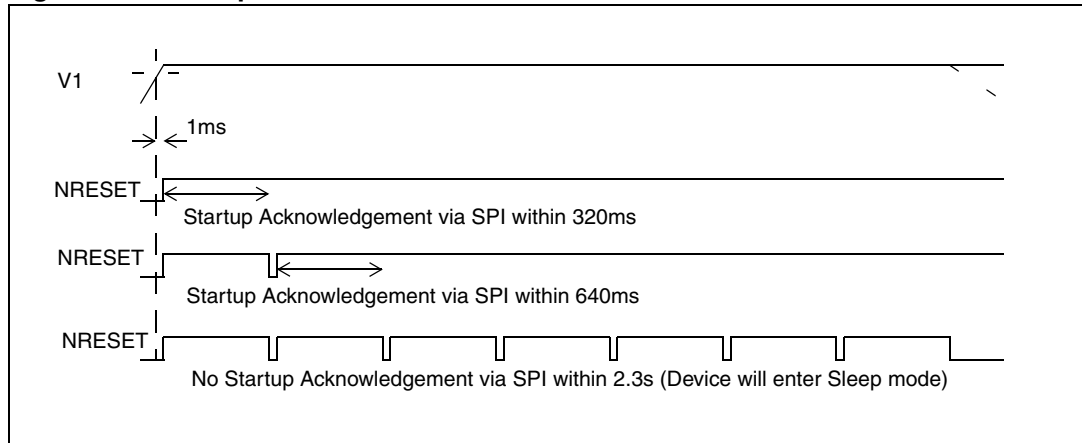 V1
1ms
NRESET
Startup Acknowledgement via SPI within 320ms
NRESET
Startup Acknowledgement via SPI within 640ms
NRESET
No Startup Acknowledgement via SPI within 2.3s (Device will enter Sleep mode)